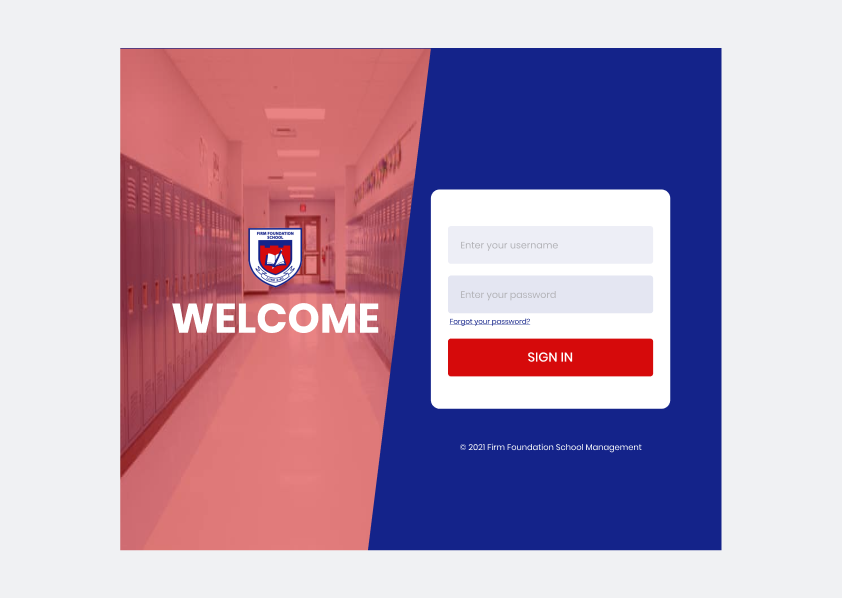 FIRM FOUNDATION
SCHOOL
WELCOME
Enter your username
Enter your password
Forgot your password?
SIGN IN
© 2021 Firm Foundation School Management